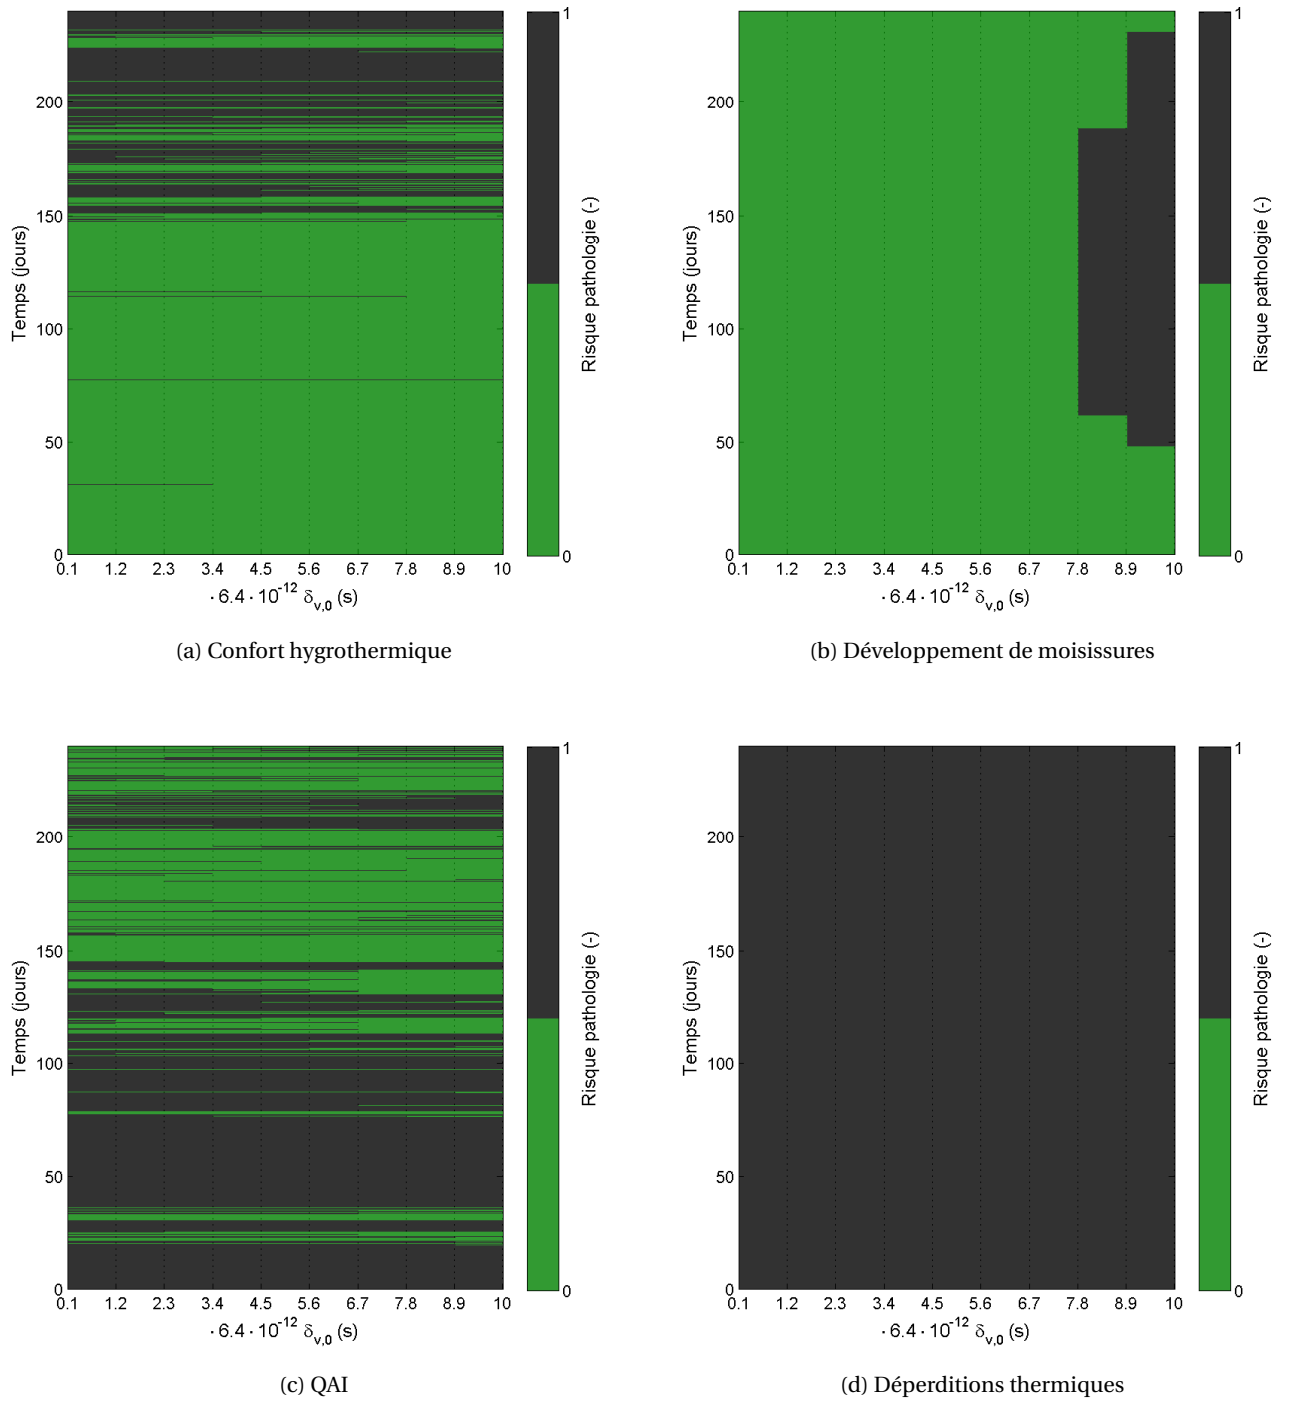 1
200
150
100
50
0
Temps (jours)
0.1 1.2 2.3 3.4 4.5 5.6 6.7 7.8 8.9 10
· 6.4 · 10⁻¹² δᵥ,₀ (s)
0
Risque pathologie (-)
(a) Confort hygrothermique
1
200
150
100
50
0
Temps (jours)
0.1 1.2 2.3 3.4 4.5 5.6 6.7 7.8 8.9 10
· 6.4 · 10⁻¹² δᵥ,₀ (s)
0
Risque pathologie (-)
(b) Développement de moisissures
1
200
150
100
50
0
Temps (jours)
0.1 1.2 2.3 3.4 4.5 5.6 6.7 7.8 8.9 10
· 6.4 · 10⁻¹² δᵥ,₀ (s)
0
Risque pathologie (-)
(c) QAI
1
200
150
100
50
0
Temps (jours)
0.1 1.2 2.3 3.4 4.5 5.6 6.7 7.8 8.9 10
· 6.4 · 10⁻¹² δᵥ,₀ (s)
0
Risque pathologie (-)
(d) Déperditions thermiques